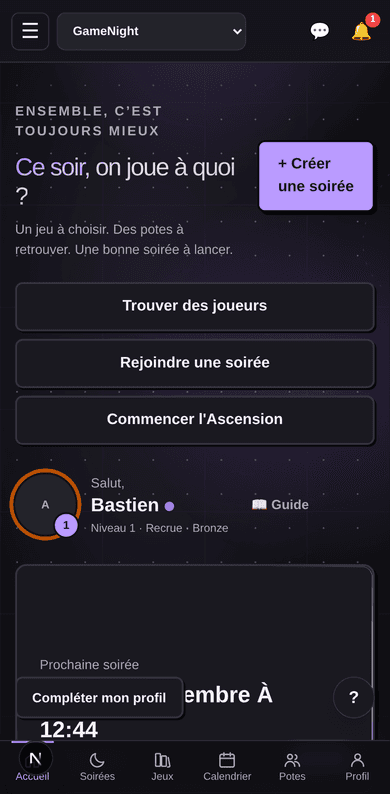 GameNight
1
ENSEMBLE, C'EST
TOUJOURS MIEUX
Ce soir, on joue à quoi
?
+ Créer
une soirée
Un jeu à choisir. Des potes à
retrouver. Une bonne soirée à lancer.
Trouver des joueurs
Rejoindre une soirée
Commencer l'Ascension
A
1
Salut,
Bastien
Niveau 1 · Recrue · Bronze
Guide
Prochaine soirée
Compléter mon profil
embre À
?
12:44
N
Accueil
Soirées
Jeux
Calendrier
Potes
Profil